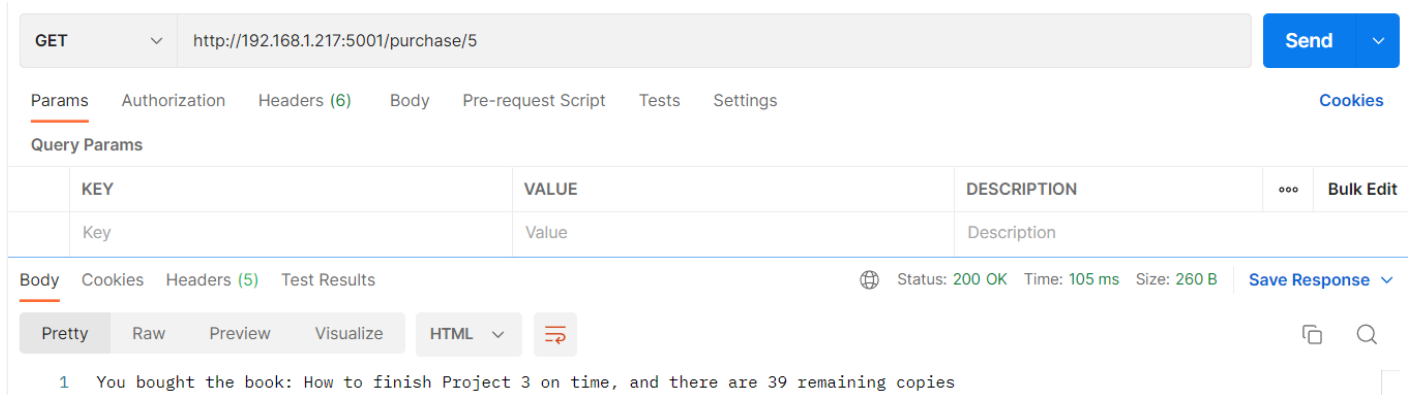 GET http://192.168.1.217:5001/purchase/5 Send
Params Authorization Headers (6) Body Pre-request Script Tests Settings Cookies
Query Params
KEY VALUE DESCRIPTION ooo Bulk Edit
Key Value Description
Body Cookies Headers (5) Test Results Status: 200 OK Time: 105 ms Size: 260 B Save Response
Pretty Raw Preview Visualize HTML
1 You bought the book: How to finish Project 3 on time, and there are 39 remaining copies